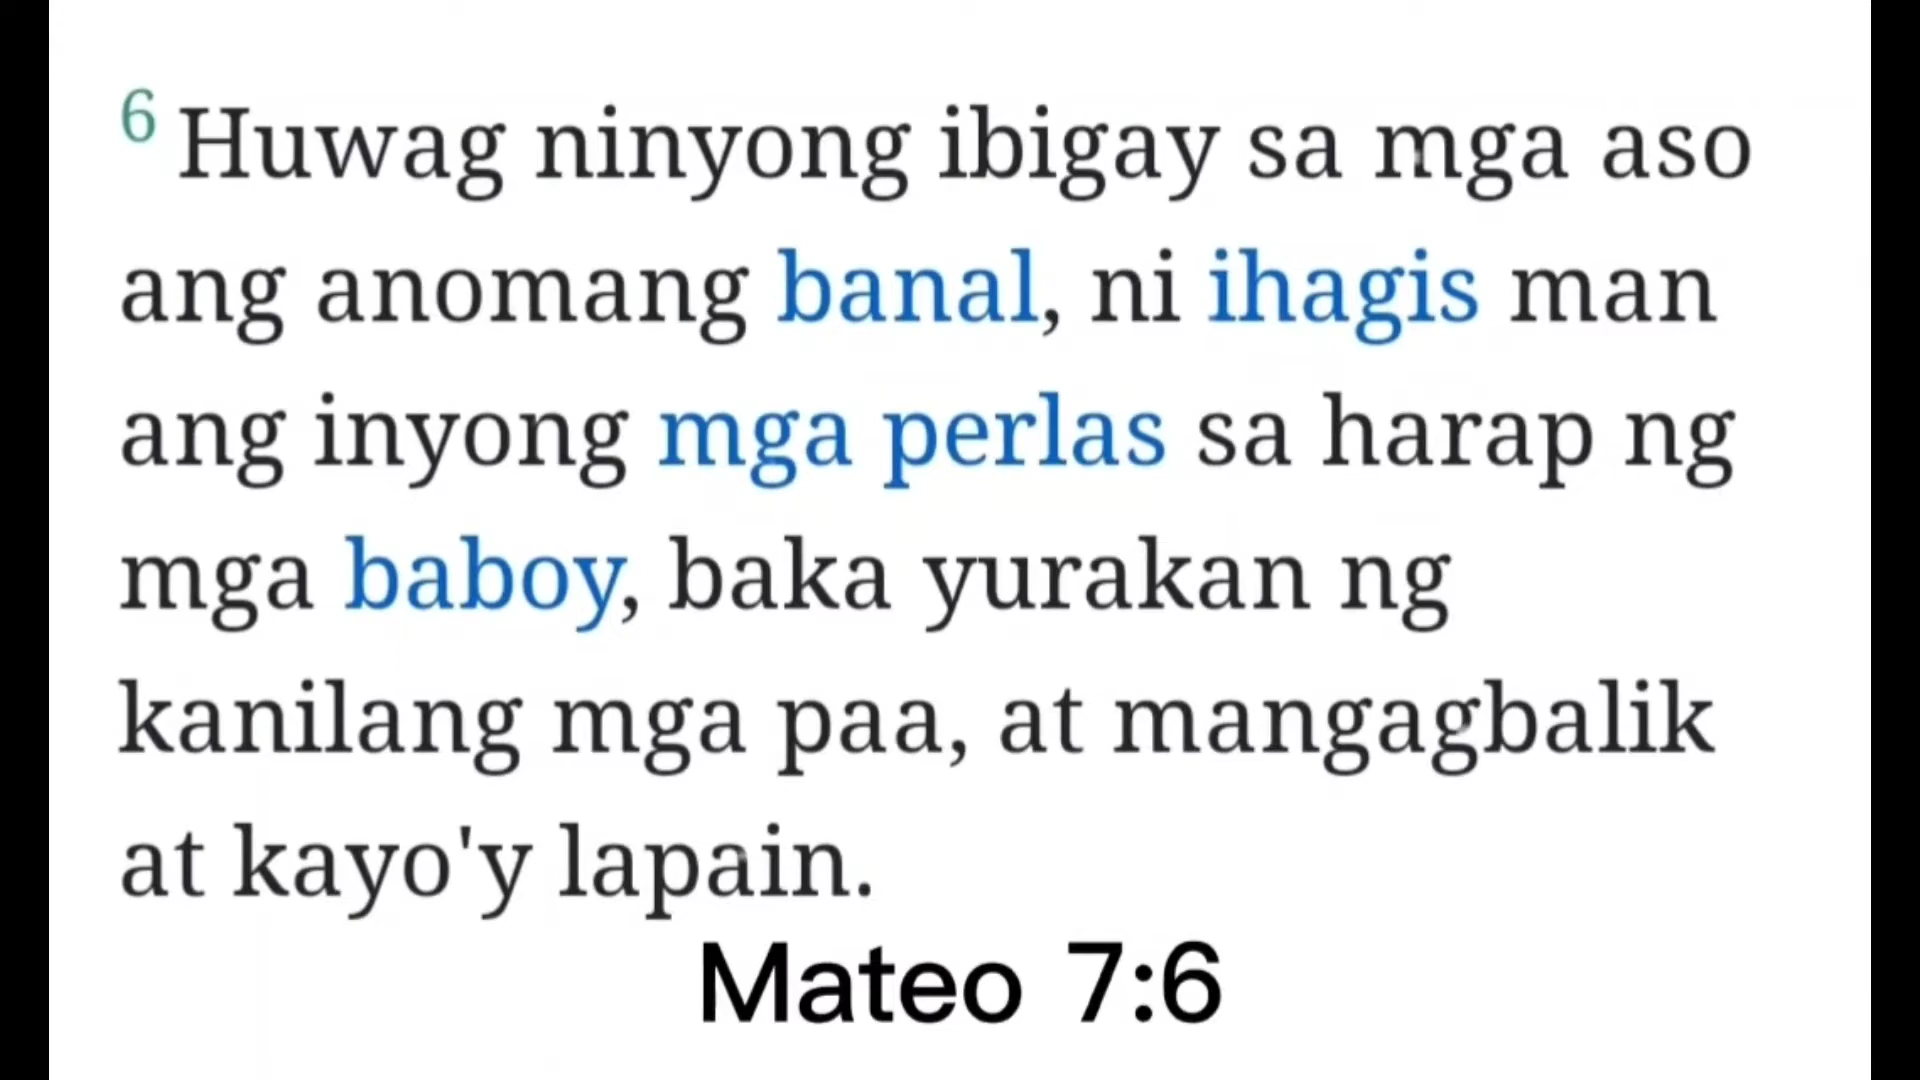 6 Huwag ninyong ibigay sa mga aso
ang anomang banal, ni ihagis man
ang inyong mga perlas sa harap ng
mga baboy, baka yurakan ng
kanilang mga paa, at mangagbalik
at kayo'y lapain.
Mateo 7:6